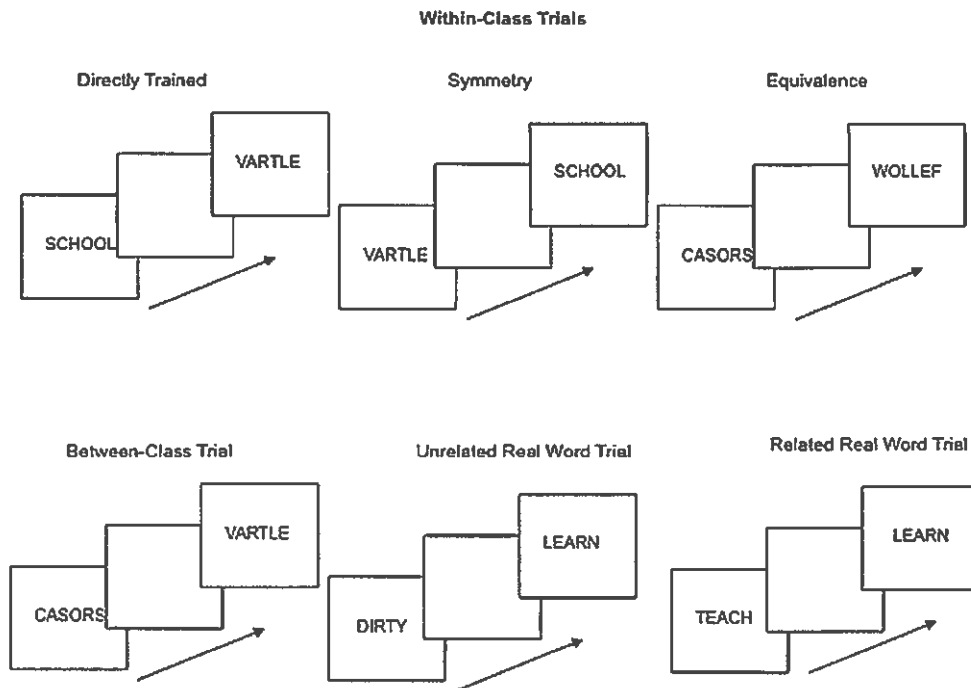 Within-Class Trials
Directly Trained
Symmetry
Equivalence
VARTLE
SCHOOL
SCHOOL
VARTLE
WOLLEF
CASORS
Between-Class Trial
Unrelated Real Word Trial
Related Real Word Trial
VARTLE
CASORS
LEARN
DIRTY
LEARN
TEACH